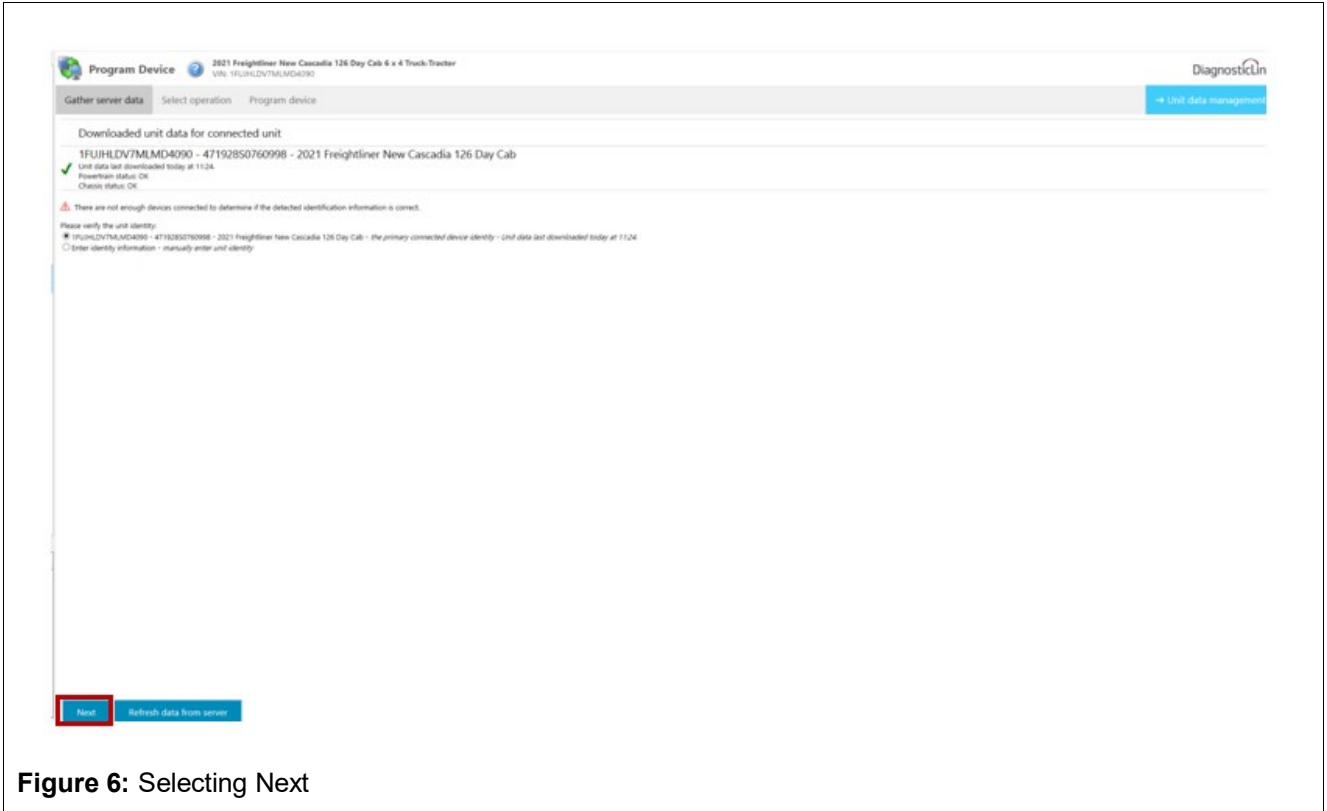 Program Device
2021 Freightliner New Cascadia 126 Day Cab 6 x 4 Truck-Tractor
VIN: 1FUJHLDV7MLMD4090
DiagnosticLin
Gather server data Select operation Program device
→ Unit data management
Downloaded unit data for connected unit
1FUJHLDV7MLMD4090 - 471928S0760998 - 2021 Freightliner New Cascadia 126 Day Cab
Unit data last downloaded today at 11:24.
Powertrain status: OK
Chassis status: OK
There are not enough devices connected to determine if the detected identification information is correct.
Please verify the unit identity:
1FUJHLDV7MLMD4090 - 471928S0760998 - 2021 Freightliner New Cascadia 126 Day Cab - the primary connected device identity - Unit data last downloaded today at 11:24
Enter identity information - manually enter unit identity
Next Refresh data from server
Figure 6: Selecting Next